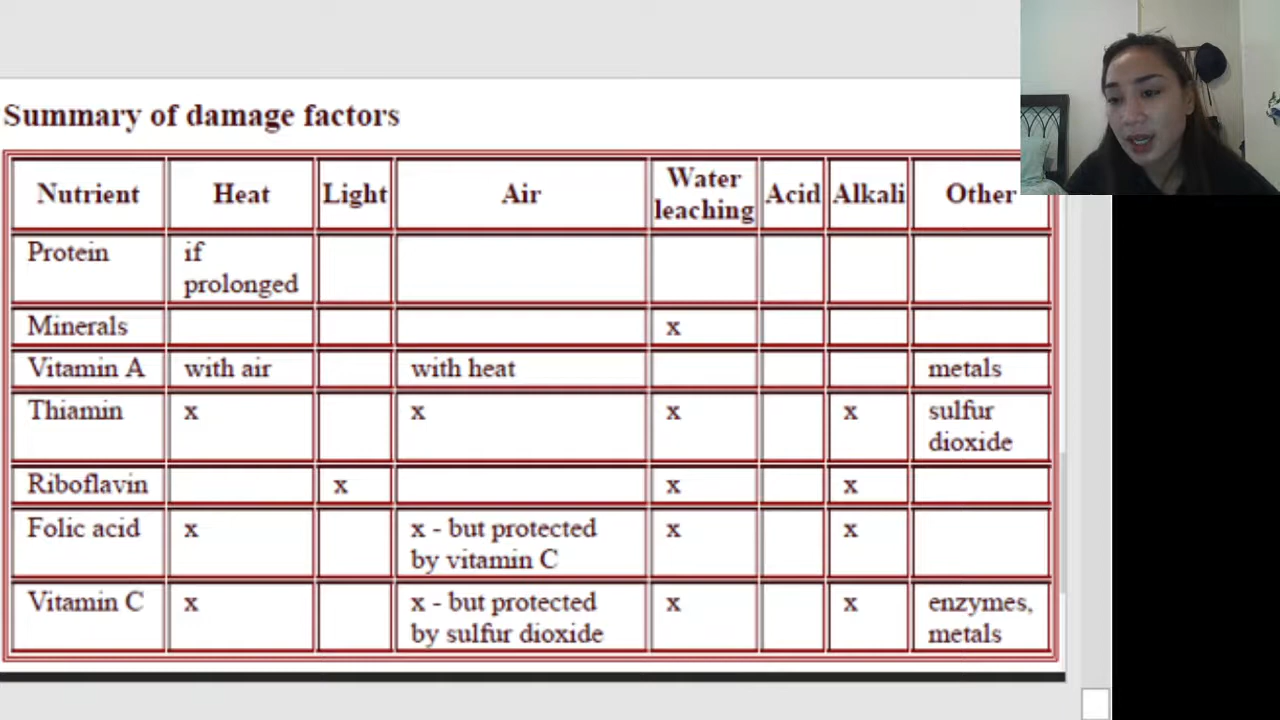 Summary of damage factors
Nutrient Heat Light Air Water leaching Acid Alkali Other
Protein if prolonged
Minerals x
Vitamin A with air with heat metals
Thiamin x x x x sulfur dioxide
Riboflavin x x x
Folic acid x x - but protected by vitamin C x x
Vitamin C x x - but protected by sulfur dioxide x x enzymes, metals